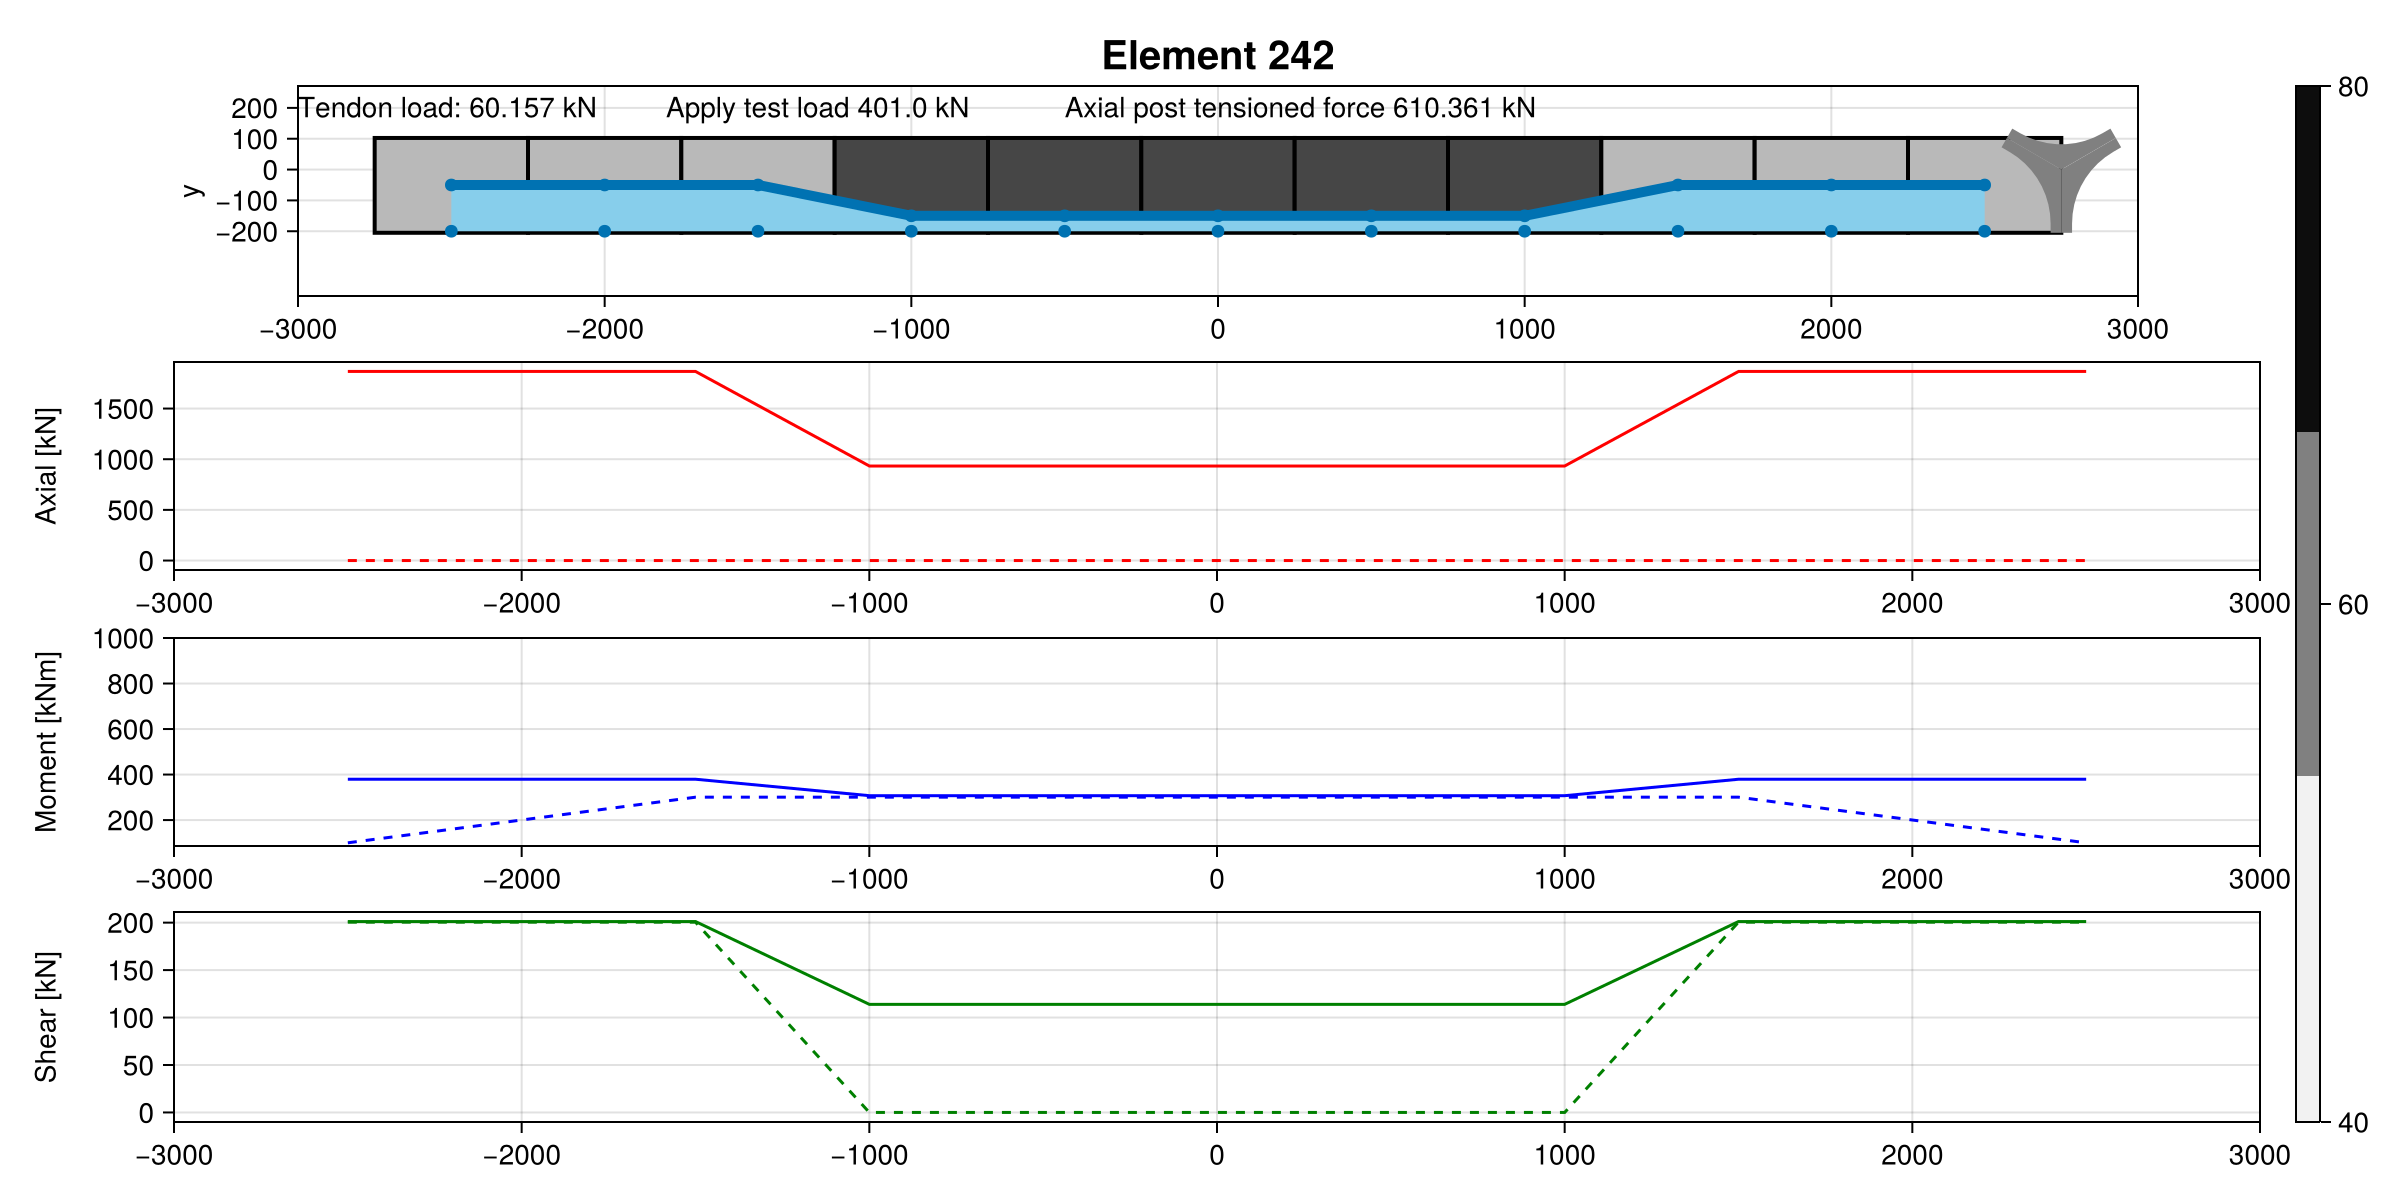 Element 242
Tendon load: 60.157 kN Apply test load 401.0 kN Axial post tensioned force 610.361 kN
y
200
100
0
−100
−200
−3000 −2000 −1000 0 1000 2000 3000
Axial [kN]
1500
1000
500
0
−3000 −2000 −1000 0 1000 2000 3000
Moment [kNm]
1000
800
600
400
200
−3000 −2000 −1000 0 1000 2000 3000
Shear [kN]
200
150
100
50
0
−3000 −2000 −1000 0 1000 2000 3000
80
60
40